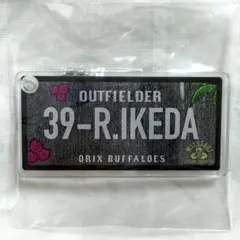 OUTFIELDER
39-R.IKEDA
ORIX BUFFALOES